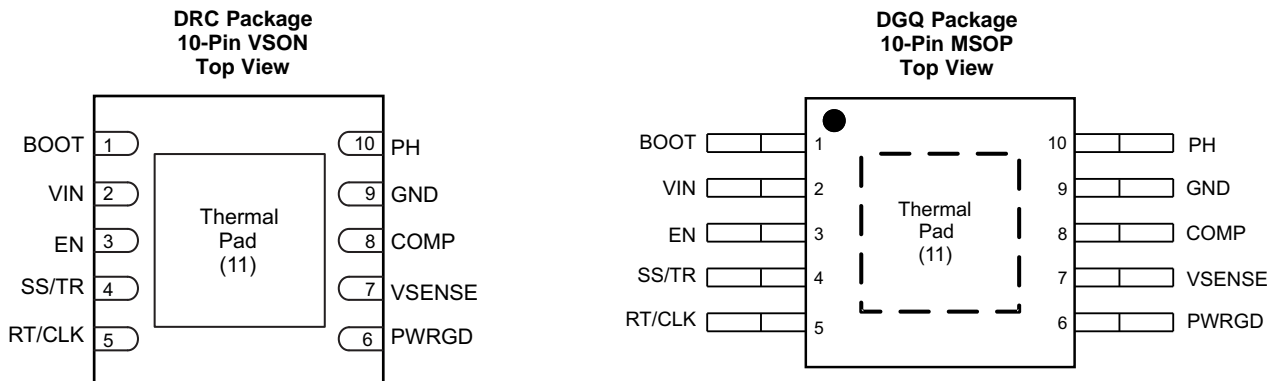 DRC Package
10-Pin VSON
Top View
BOOT 1
VIN 2
EN 3
SS/TR 4
RT/CLK 5
Thermal
Pad
(11)
10 PH
9 GND
8 COMP
7 VSENSE
6 PWRGD
DGQ Package
10-Pin MSOP
Top View
BOOT 1
VIN 2
EN 3
SS/TR 4
RT/CLK 5
Thermal
Pad
(11)
10 PH
9 GND
8 COMP
7 VSENSE
6 PWRGD